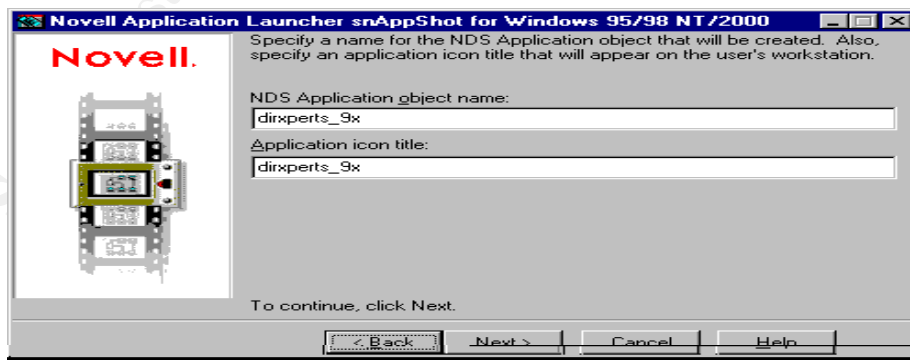 Novell Application Launcher snAppShot for Windows 95/98 NT/2000
Novell.
Specify a name for the NDS Application object that will be created. Also,
specify an application icon title that will appear on the user's workstation.
NDS Application object name:
dirxperts_9x
Application icon title:
dirxperts_9x
To continue, click Next.
< Back
Next >
Cancel
Help